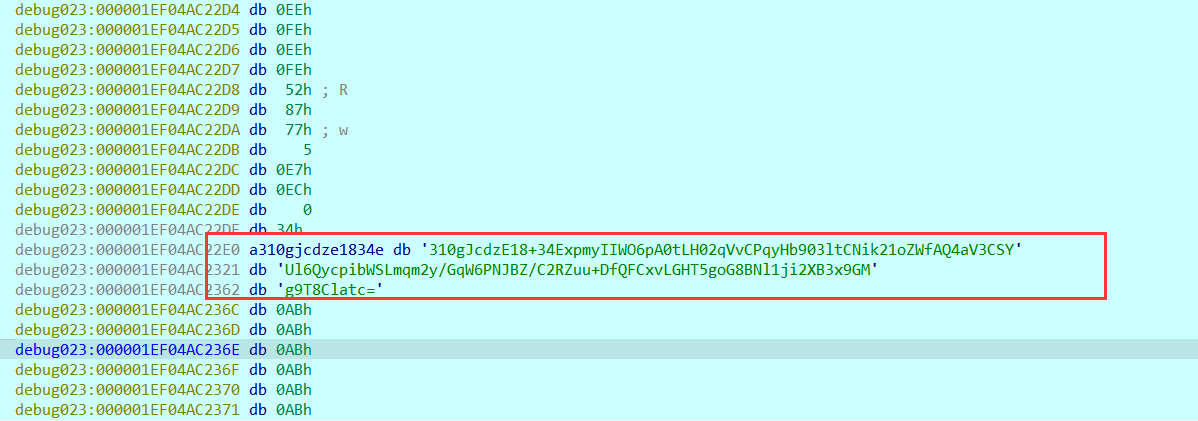 debug023:000001EF04AC22D4 db 0EEh
debug023:000001EF04AC22D5 db 0FEh
debug023:000001EF04AC22D6 db 0EEh
debug023:000001EF04AC22D7 db 0FEh
debug023:000001EF04AC22D8 db 52h ; R
debug023:000001EF04AC22D9 db 87h
debug023:000001EF04AC22DA db 77h ; w
debug023:000001EF04AC22DB db 5
debug023:000001EF04AC22DC db 0E7h
debug023:000001EF04AC22DD db 0ECh
debug023:000001EF04AC22DE db 0
debug023:000001EF04AC22DF db 34h
debug023:000001EF04AC22E0 a310gjcdze1834e db '310gJcdzE18+34ExpmyIIWO6pA0tLH02qVvCPqyHb903ltCNik21oZWfAQ4aV3CSY'
debug023:000001EF04AC2321 db 'Ul6QycpibWSLmqm2y/GqW6PNJBZ/C2RZuu+DfQFCxvLGHT5goG8BNl1ji2XB3x9GM'
debug023:000001EF04AC2362 db 'g9T8Clatc='
debug023:000001EF04AC236C db 0ABh
debug023:000001EF04AC236D db 0ABh
debug023:000001EF04AC236E db 0ABh
debug023:000001EF04AC236F db 0ABh
debug023:000001EF04AC2370 db 0ABh
debug023:000001EF04AC2371 db 0ABh